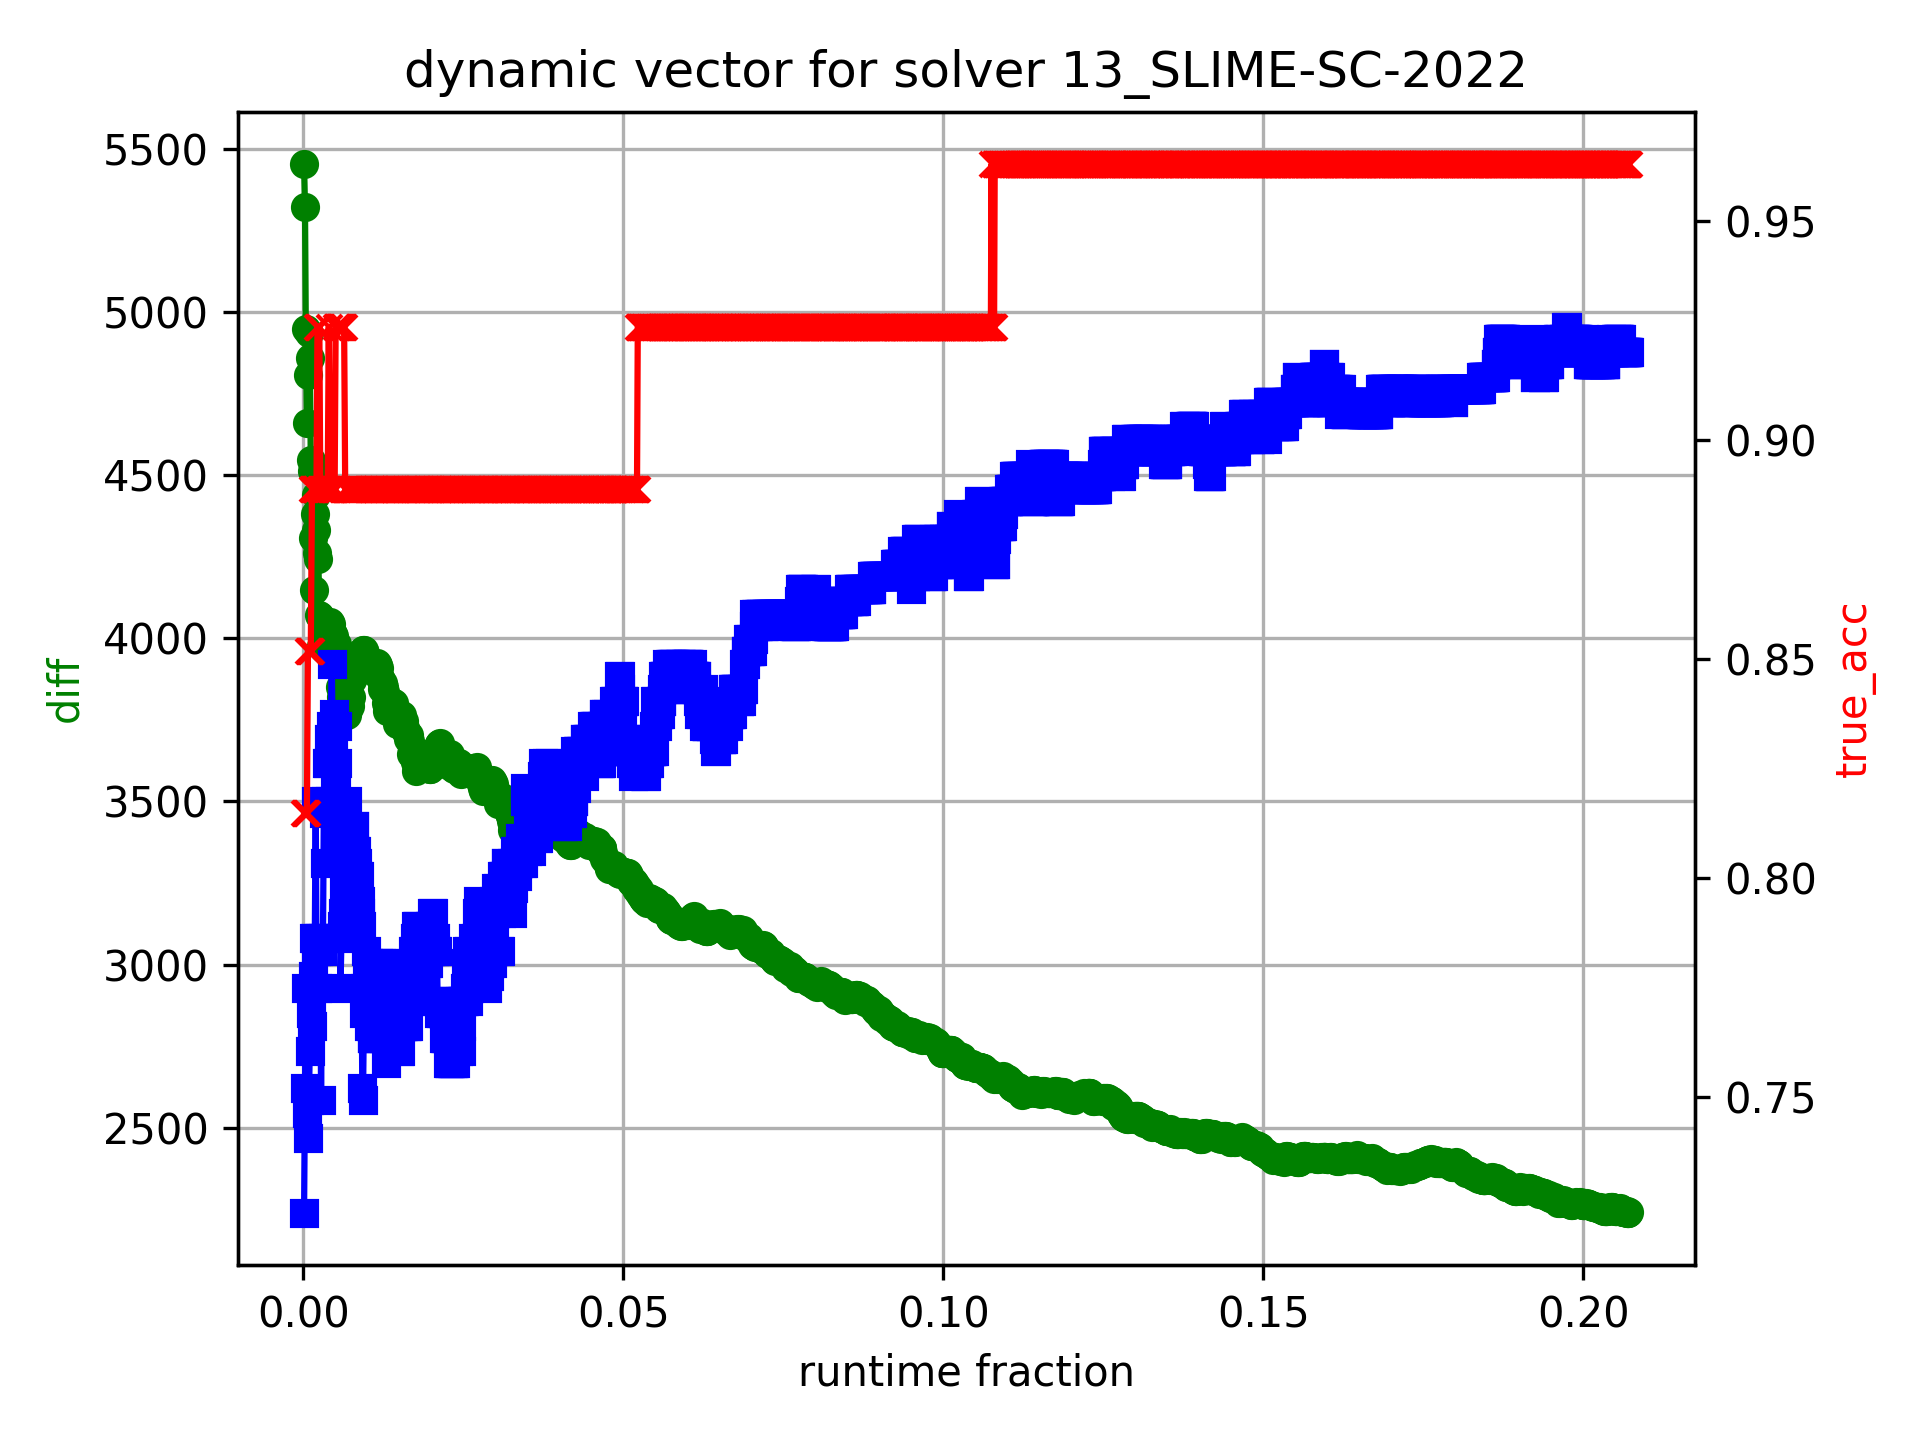 dynamic vector for solver 13_SLIME-SC-2022
5500
5000
4500
4000
3500
3000
2500
diff
0.95
0.90
0.85
0.80
0.75
true_acc
0.00 0.05 0.10 0.15 0.20
runtime fraction